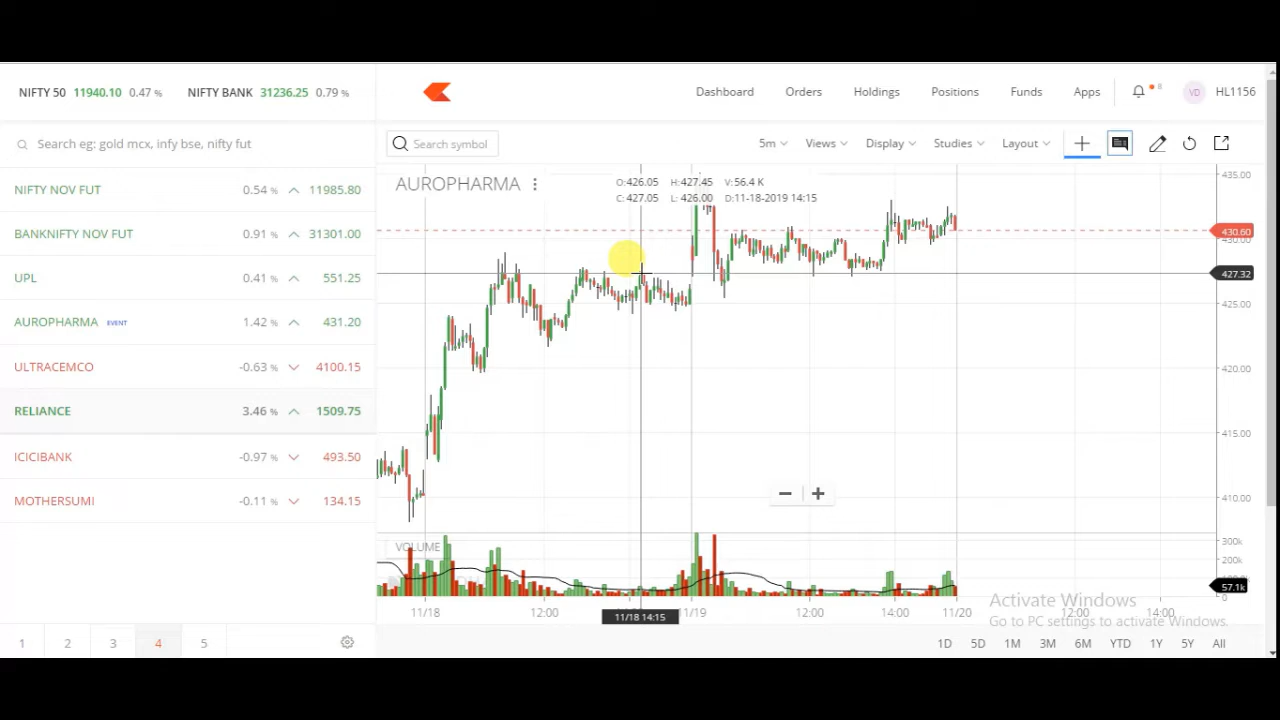 NIFTY 50 11940.10 0.47 % NIFTY BANK 31236.25 0.79 %
Dashboard Orders Holdings Positions Funds Apps 8 VD HL1156
Search eg: gold mcx, infy bse, nifty fut
Search symbol 5m Views Display Studies Layout
NIFTY NOV FUT 0.54 % 11985.80
BANKNIFTY NOV FUT 0.91 % 31301.00
UPL 0.41 % 551.25
AUROPHARMA EVENT 1.42 % 431.20
ULTRACEMCO -0.63 % 4100.15
RELIANCE 3.46 % 1509.75
ICICIBANK -0.97 % 493.50
MOTHERSUMI -0.11 % 134.15
1 2 3 4 5
AUROPHARMA
O: 426.05 H: 427.45 V: 56.4 K
C: 427.05 L: 426.00 D: 11-18-2019 14:15
435.00
430.60
430.00
427.32
425.00
420.00
415.00
410.00
VOLUME
300k
200k
57.1k
0
11/18 12:00 11/19 12:00 14:00 11/20 12:00 14:00
11/18 14:15
Activate Windows
Go to PC settings to activate Windows.
1D 5D 1M 3M 6M YTD 1Y 5Y All